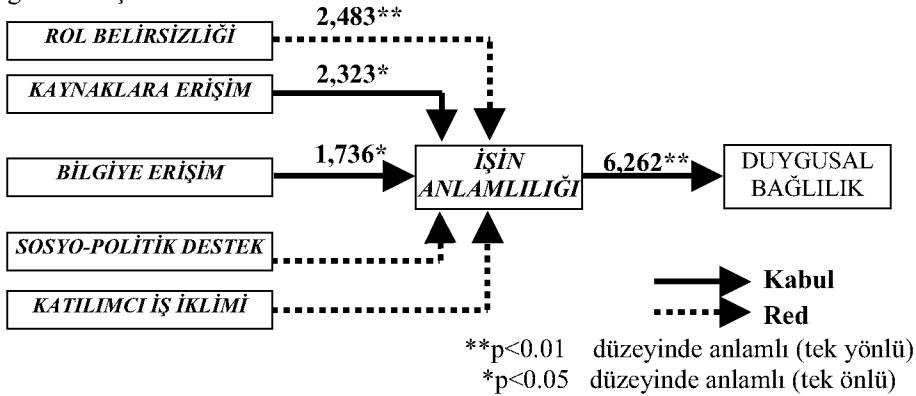 2,483**
ROL BELİRSİZLİĞİ
2,323*
KAYNAKLARA ERİŞİM
BİLGİYE ERİŞİM
1,736*
İŞİN
ANLAMLILIĞI
6,262**
DUYGUSAL
BAĞLILIK
SOSYO-POLİTİK DESTEK
KATILIMCI İŞ İKLİMİ
Kabul
Red
**p<0.01 düzeyinde anlamlı (tek yönlü)
*p<0.05 düzeyinde anlamlı (tek önlü)